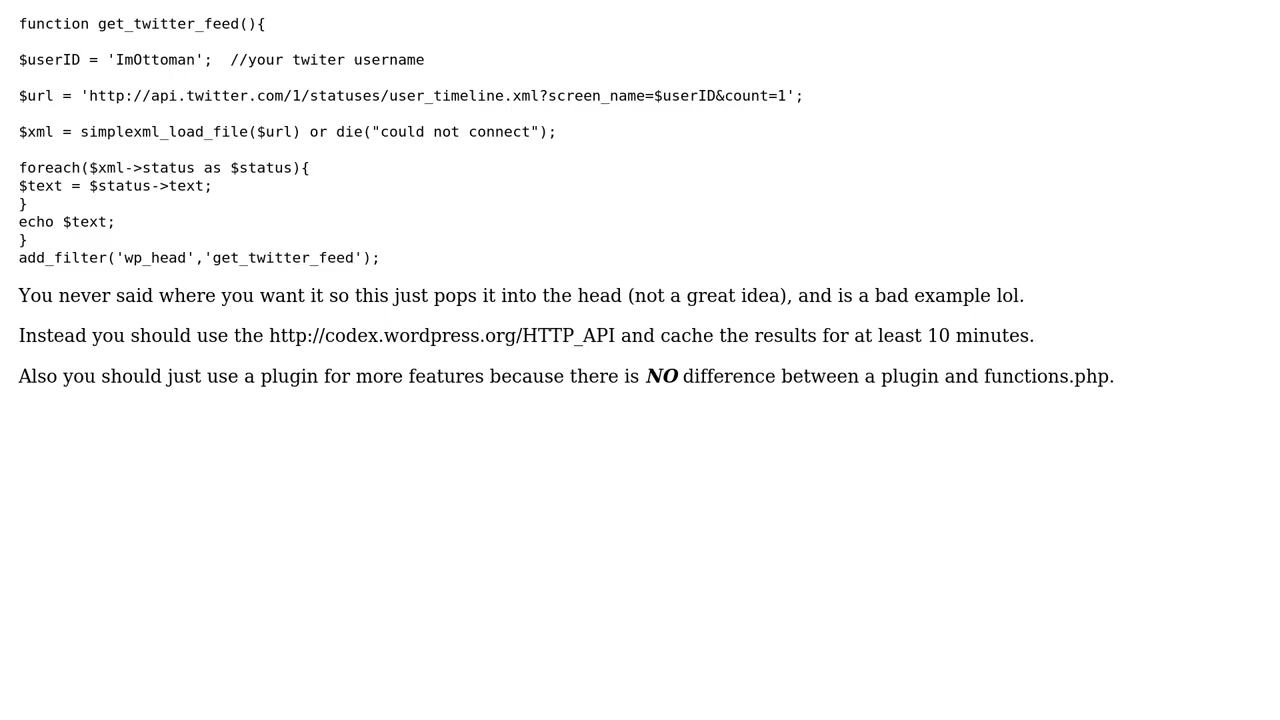 function get_twitter_feed(){
$userID = 'ImOttoman';  //your twiter username
$url = 'http://api.twitter.com/1/statuses/user_timeline.xml?screen_name=$userID&count=1';
$xml = simplexml_load_file($url) or die("could not connect");
foreach($xml->status as $status){
$text = $status->text;
}
echo $text;
}
add_filter('wp_head','get_twitter_feed');
You never said where you want it so this just pops it into the head (not a great idea), and is a bad example lol.
Instead you should use the http://codex.wordpress.org/HTTP_API and cache the results for at least 10 minutes.
Also you should just use a plugin for more features because there is NO difference between a plugin and functions.php.